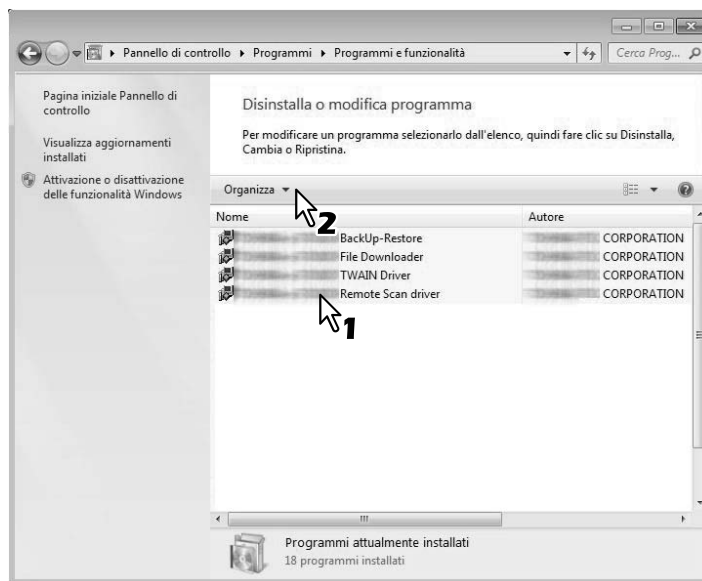 Pannello di controllo ▸ Programmi ▸ Programmi e funzionalità
Cerca Prog...
Pagina iniziale Pannello di
controllo
Visualizza aggiornamenti
installati
Attivazione o disattivazione
delle funzionalità Windows
Disinstalla o modifica programma
Per modificare un programma selezionarlo dall'elenco, quindi fare clic su Disinstalla,
Cambia o Ripristina.
Organizza
2
Nome Autore
BackUp-Restore CORPORATION
File Downloader CORPORATION
TWAIN Driver CORPORATION
Remote Scan driver CORPORATION
1
Programmi attualmente installati
18 programmi installati